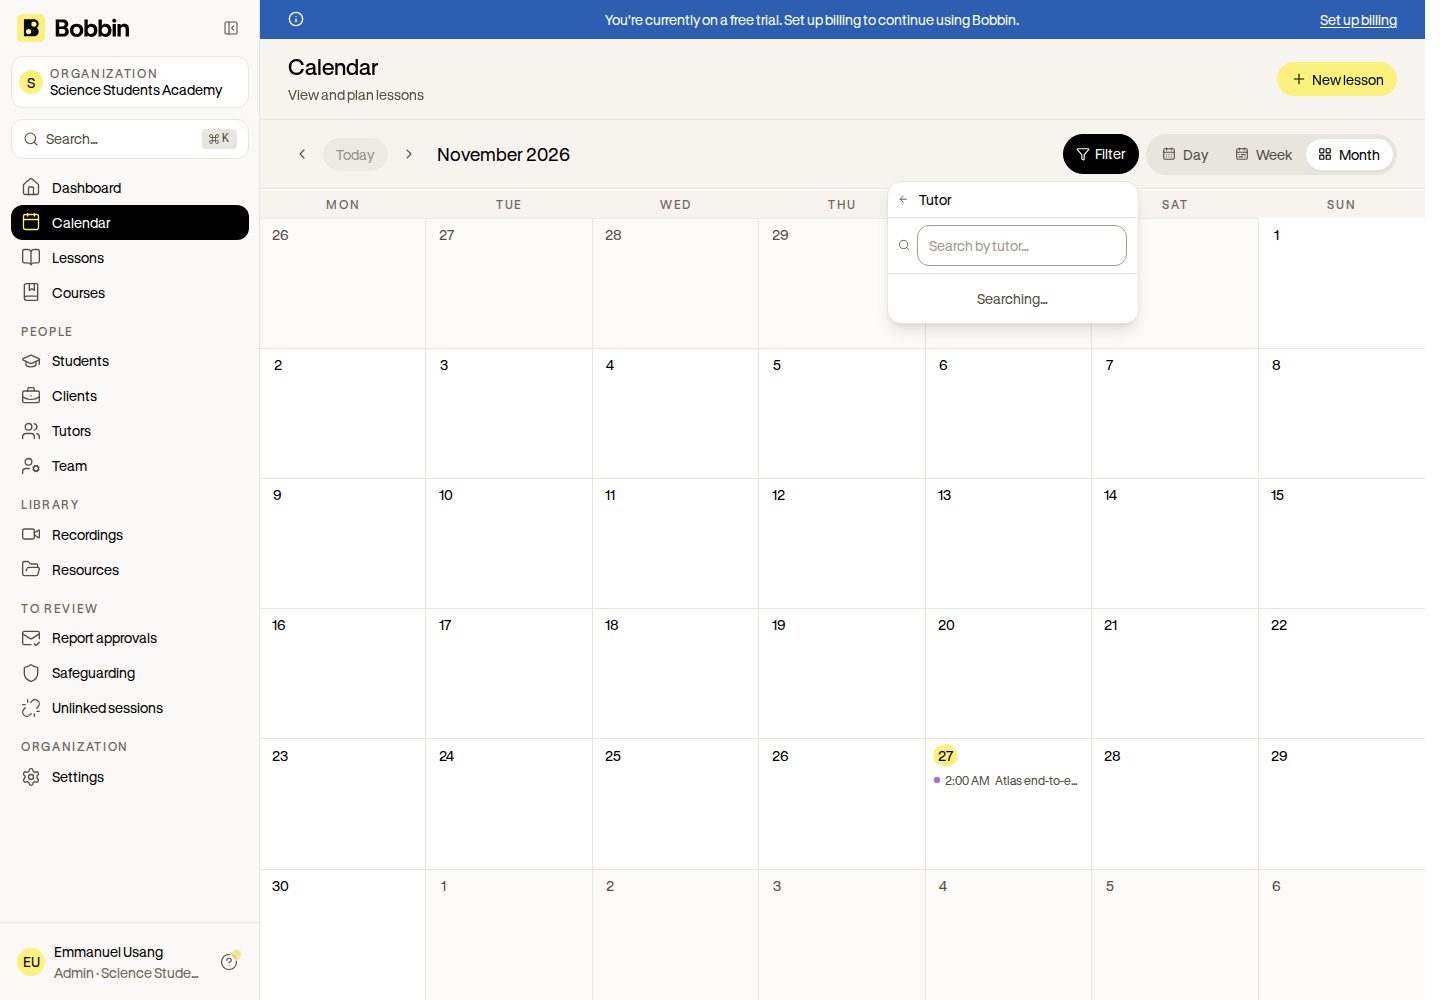 Bobbin
You're currently on a free trial. Set up billing to continue using Bobbin.
Set up billing
S
ORGANIZATION
Science Students Academy
Search...
⌘ K
Dashboard
Calendar
Lessons
Courses
PEOPLE
Students
Clients
Tutors
Team
LIBRARY
Recordings
Resources
TO REVIEW
Report approvals
Safeguarding
Unlinked sessions
ORGANIZATION
Settings
EU
Emmanuel Usang
Admin · Science Stude...
Calendar
View and plan lessons
New lesson
Today
November 2026
Filter
Day
Week
Month
Tutor
Search by tutor...
Searching...
MON TUE WED THU SAT SUN
26 27 28 29 1
2 3 4 5 6 7 8
9 10 11 12 13 14 15
16 17 18 19 20 21 22
23 24 25 26 27 28 29
2:00 AM Atlas end-to-e...
30 1 2 3 4 5 6